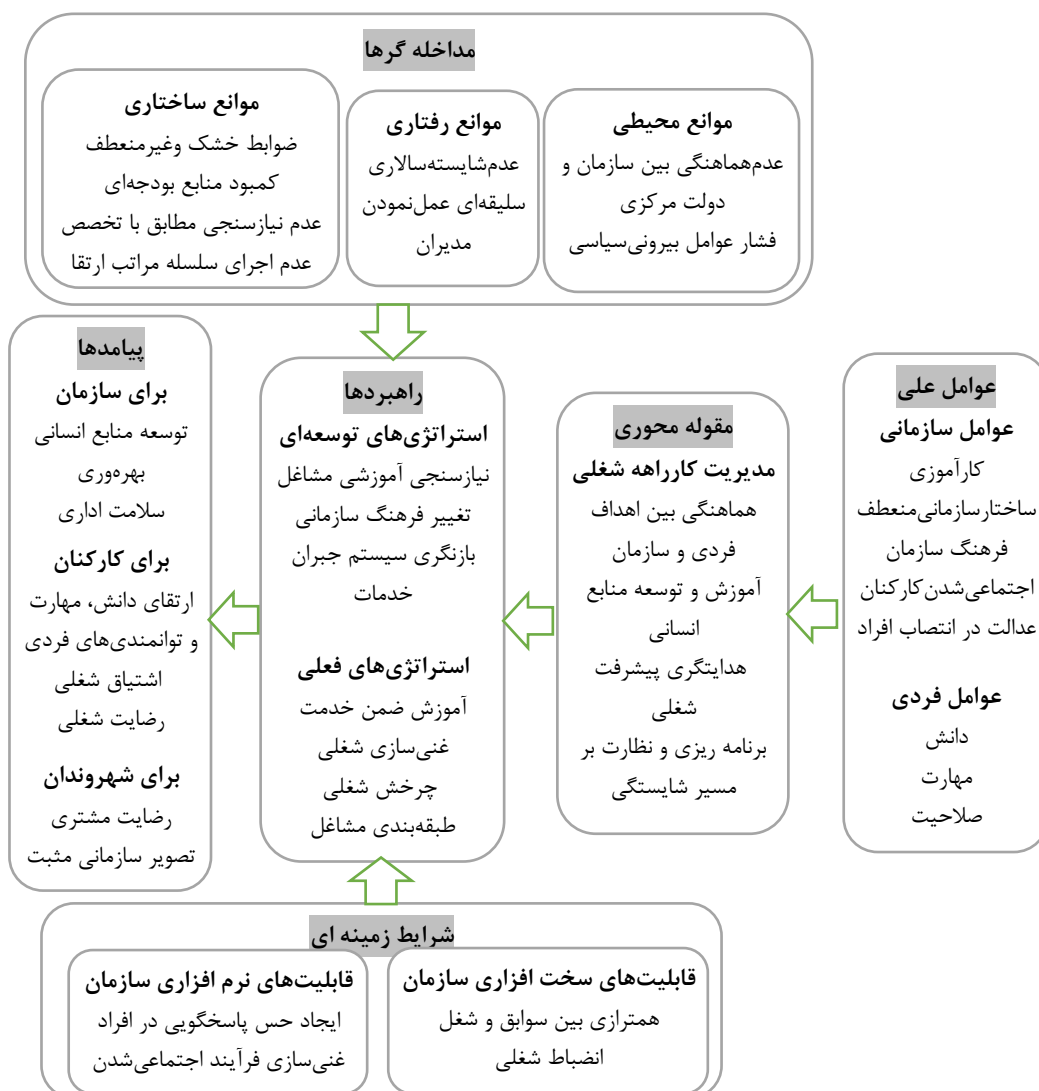 مداخله گرها
موانع محیطی
عدم‌هماهنگی بین سازمان و
دولت مرکزی
فشار عوامل بیرونی‌سیاسی
موانع رفتاری
عدم‌شایسته‌سالاری
سلیقه‌ای عمل‌نمودن
مدیران
موانع ساختاری
ضوابط خشک وغیرمنعطف
کمبود منابع بودجه‌ای
عدم نیازسنجی مطابق با تخصص
عدم اجرای سلسله مراتب ارتقا
عوامل علی
عوامل سازمانی
کارآموزی
ساختارسازمانی‌منعطف
فرهنگ سازمان
اجتماعی‌شدن‌کارکنان
عدالت در انتصاب افراد
عوامل فردی
دانش
مهارت
صلاحیت
مقوله محوری
مدیریت کارراهه شغلی
هماهنگی بین اهداف
فردی و سازمان
آموزش و توسعه منابع
انسانی
هدایتگری پیشرفت
شغلی
برنامه ریزی و نظارت بر
مسیر شایستگی
راهبردها
استراتژی‌های توسعه‌ای
نیازسنجی آموزشی مشاغل
تغییر فرهنگ سازمانی
بازنگری سیستم جبران
خدمات
استراتژی‌های فعلی
آموزش ضمن خدمت
غنی‌سازی شغلی
چرخش شغلی
طبقه‌بندی مشاغل
پیامدها
برای سازمان
توسعه منابع انسانی
بهره‌وری
سلامت اداری
برای کارکنان
ارتقای دانش، مهارت
و توانمندی‌های فردی
اشتیاق شغلی
رضایت شغلی
برای شهروندان
رضایت مشتری
تصویر سازمانی مثبت
شرایط زمینه ای
قابلیت‌های سخت افزاری سازمان
همترازی بین سوابق و شغل
انضباط شغلی
قابلیت‌های نرم افزاری سازمان
ایجاد حس پاسخگویی در افراد
غنی‌سازی فرآیند اجتماعی‌شدن